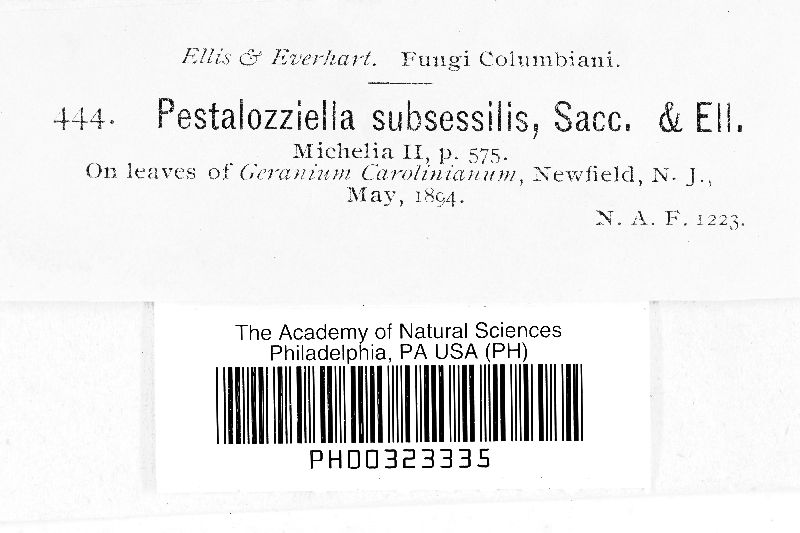 Ellis & Everhart. Fungi Columbiani.
444. Pestalozziella subsessilis, Sacc. & Ell.
Michelia II, p. 575.
On leaves of Geranium Carolinianum, Newfield, N. J.,
May, 1894.
N. A. F. 1223.
The Academy of Natural Sciences
Philadelphia, PA USA (PH)
PH00323335